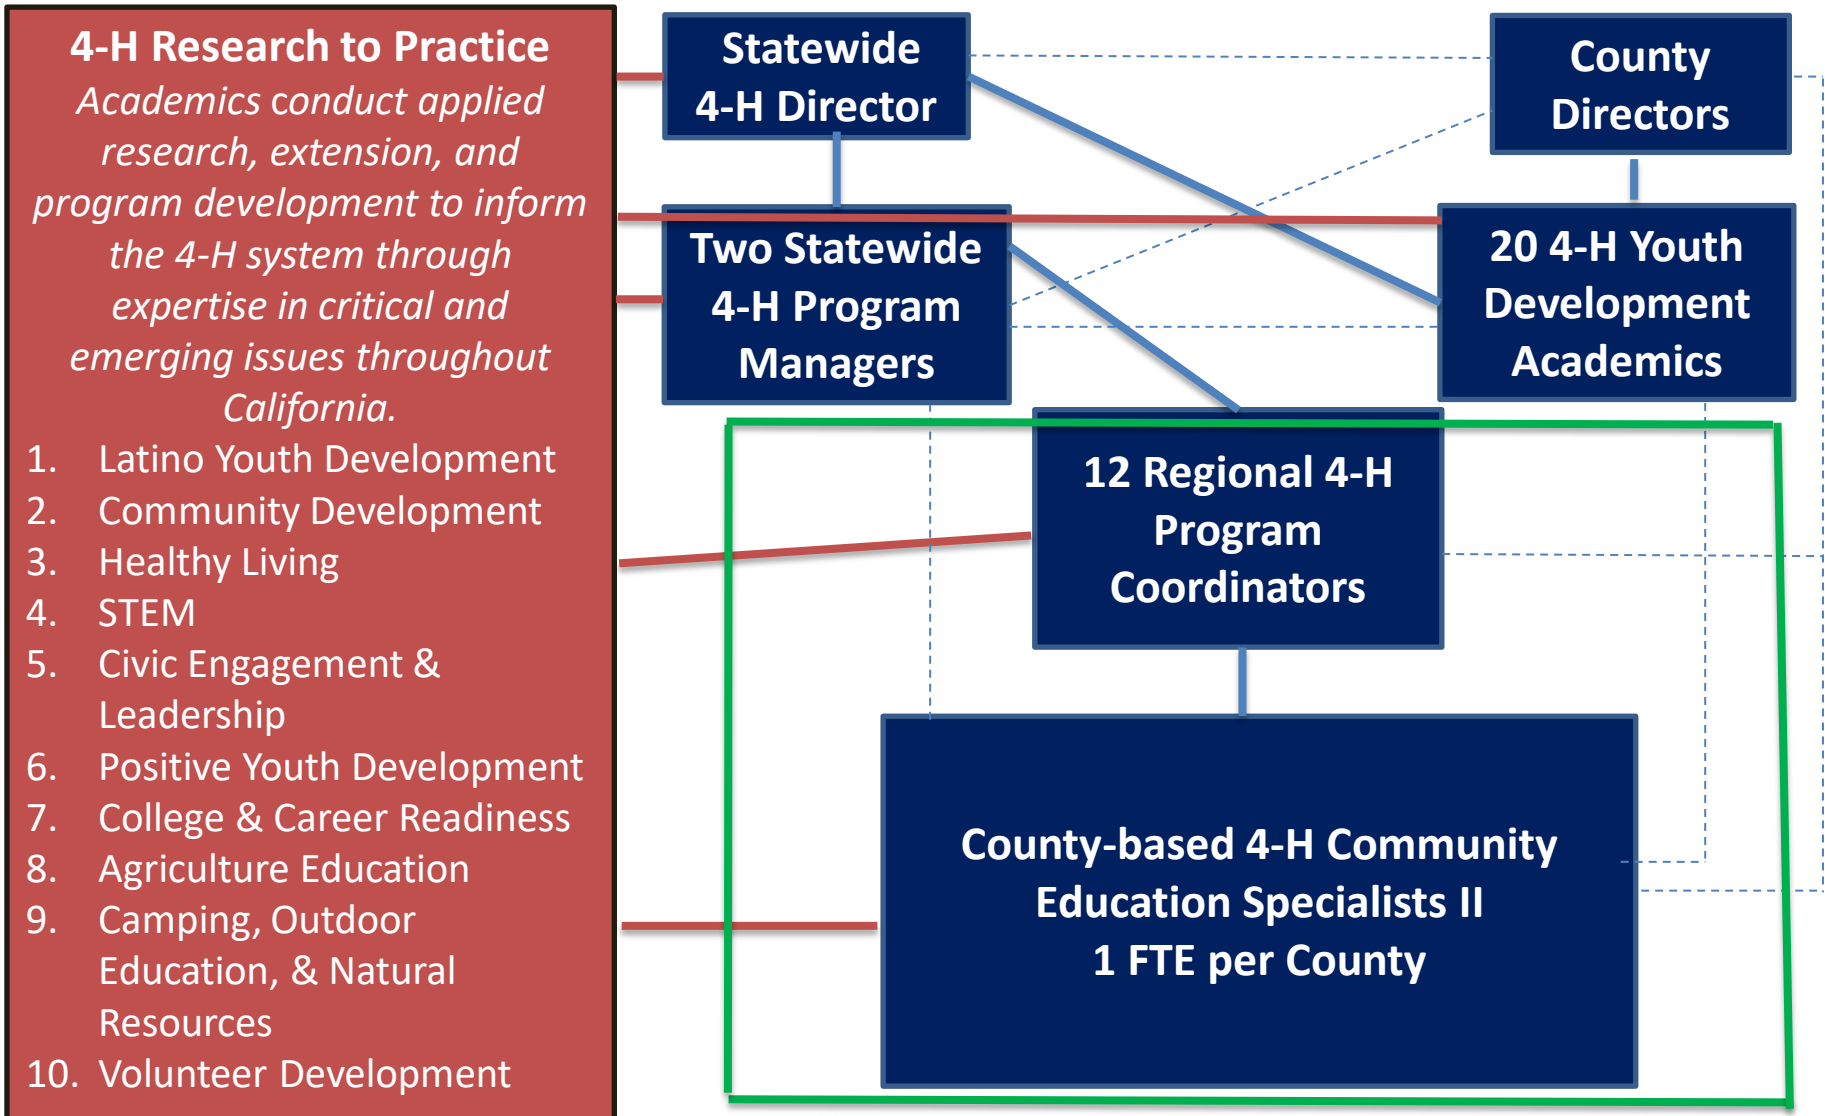 4-H Research to Practice
Academics conduct applied
research, extension, and
program development to inform
the 4-H system through
expertise in critical and
emerging issues throughout
California.
1. Latino Youth Development
2. Community Development
3. Healthy Living
4. STEM
5. Civic Engagement &
Leadership
6. Positive Youth Development
7. College & Career Readiness
8. Agriculture Education
9. Camping, Outdoor
Education, & Natural
Resources
10. Volunteer Development
Statewide
4-H Director
County
Directors
Two Statewide
4-H Program
Managers
20 4-H Youth
Development
Academics
12 Regional 4-H
Program
Coordinators
County-based 4-H Community
Education Specialists II
1 FTE per County